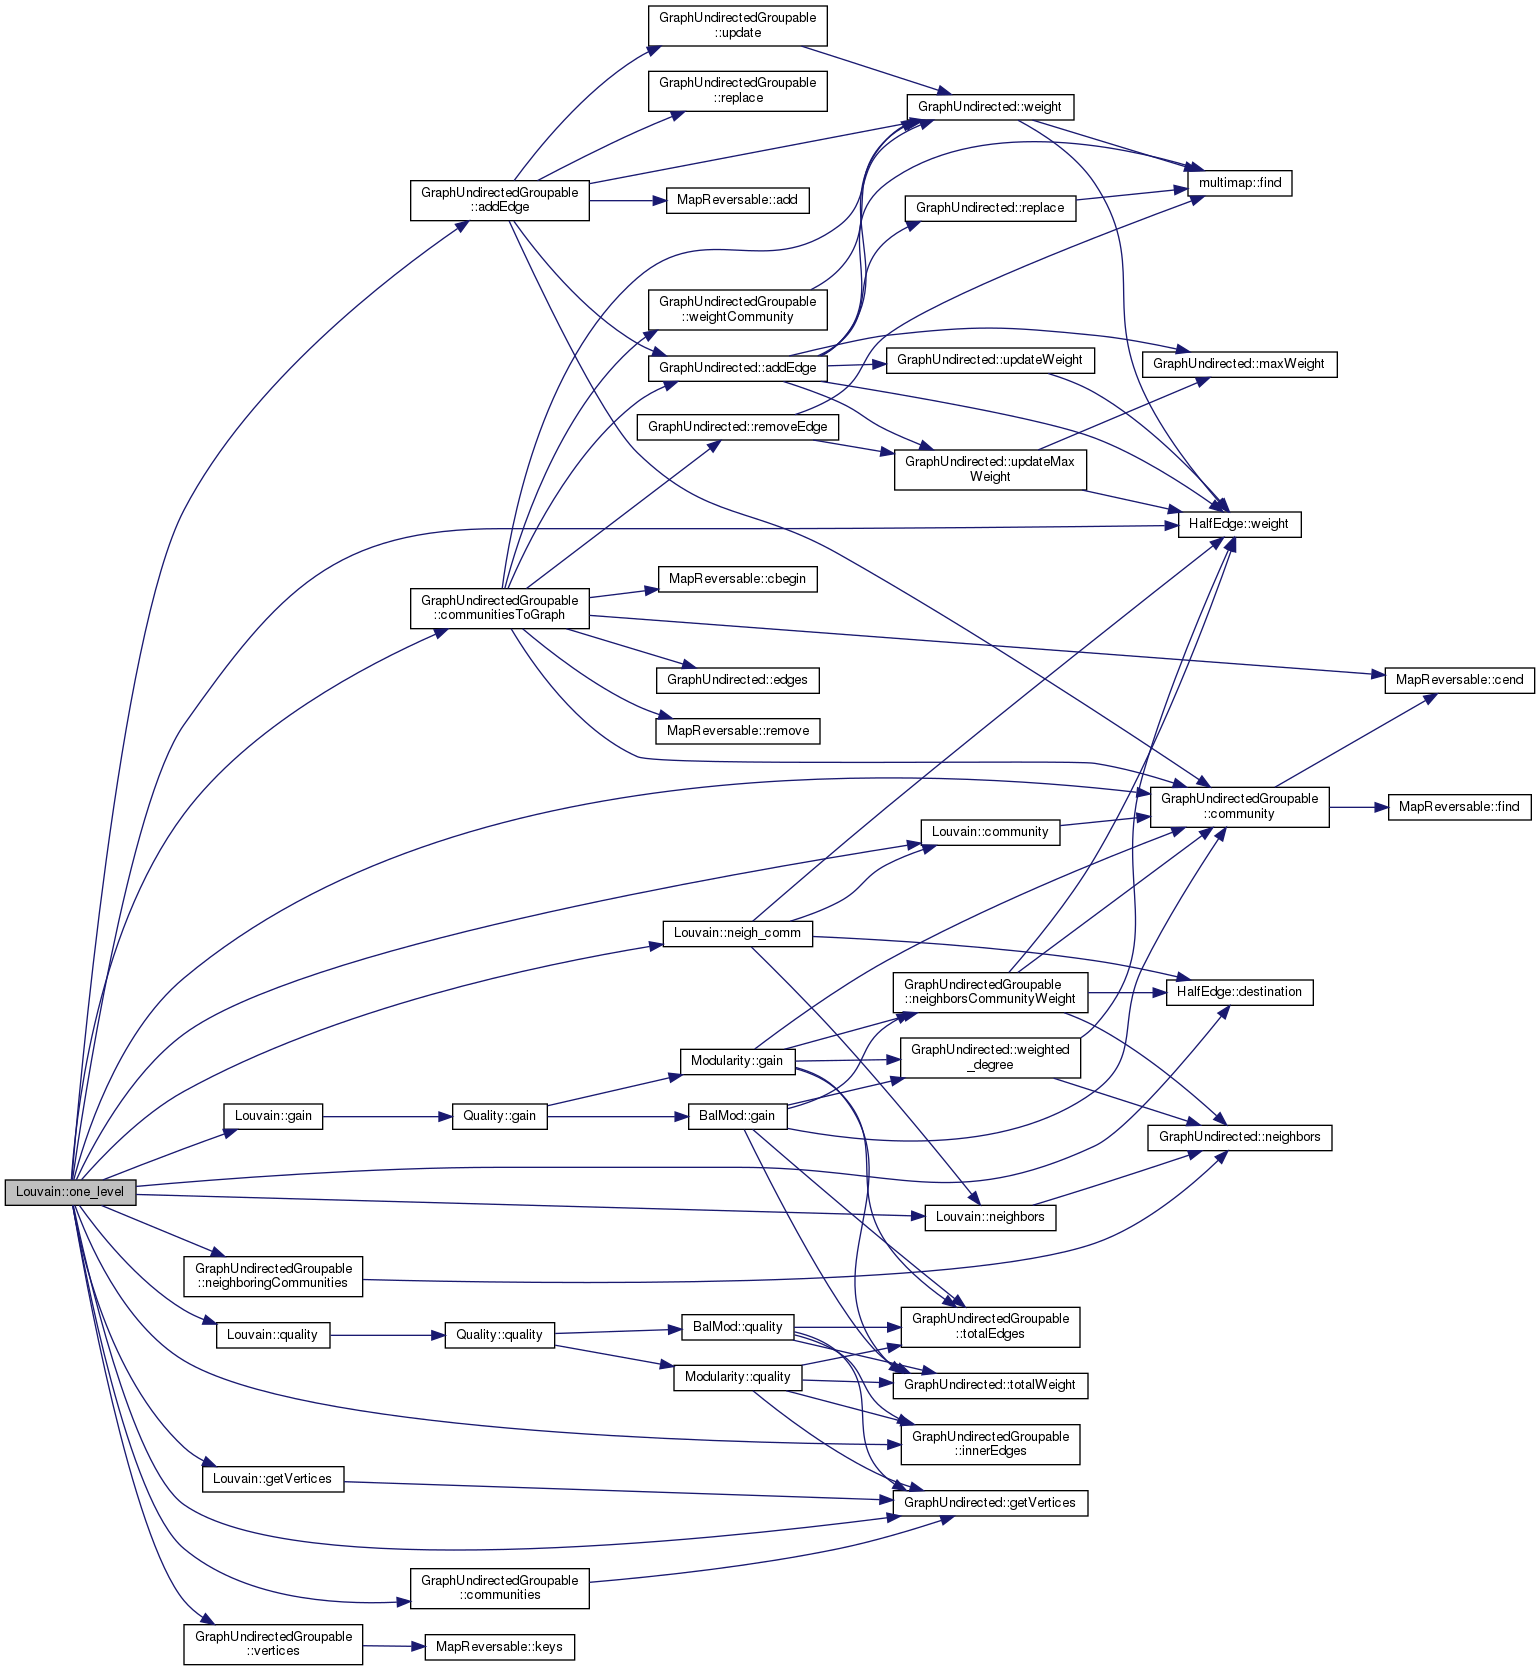 GraphUndirectedGroupable
::update
GraphUndirectedGroupable
::replace
GraphUndirected::weight
multimap::find
GraphUndirectedGroupable
::addEdge
MapReversable::add
GraphUndirected::replace
GraphUndirectedGroupable
::weightCommunity
GraphUndirected::addEdge
GraphUndirected::updateWeight
GraphUndirected::maxWeight
GraphUndirected::removeEdge
GraphUndirected::updateMax
Weight
HalfEdge::weight
MapReversable::cbegin
GraphUndirectedGroupable
::communitiesToGraph
GraphUndirected::edges
MapReversable::cend
MapReversable::remove
GraphUndirectedGroupable
::community
MapReversable::find
Louvain::community
Louvain::neigh_comm
GraphUndirectedGroupable
::neighborsCommunityWeight
HalfEdge::destination
Modularity::gain
GraphUndirected::weighted
_degree
Louvain::gain
Quality::gain
BalMod::gain
GraphUndirected::neighbors
Louvain::one_level
Louvain::neighbors
GraphUndirectedGroupable
::neighboringCommunities
Louvain::quality
Quality::quality
BalMod::quality
GraphUndirectedGroupable
::totalEdges
Modularity::quality
GraphUndirected::totalWeight
GraphUndirectedGroupable
::innerEdges
Louvain::getVertices
GraphUndirected::getVertices
GraphUndirectedGroupable
::communities
GraphUndirectedGroupable
::vertices
MapReversable::keys